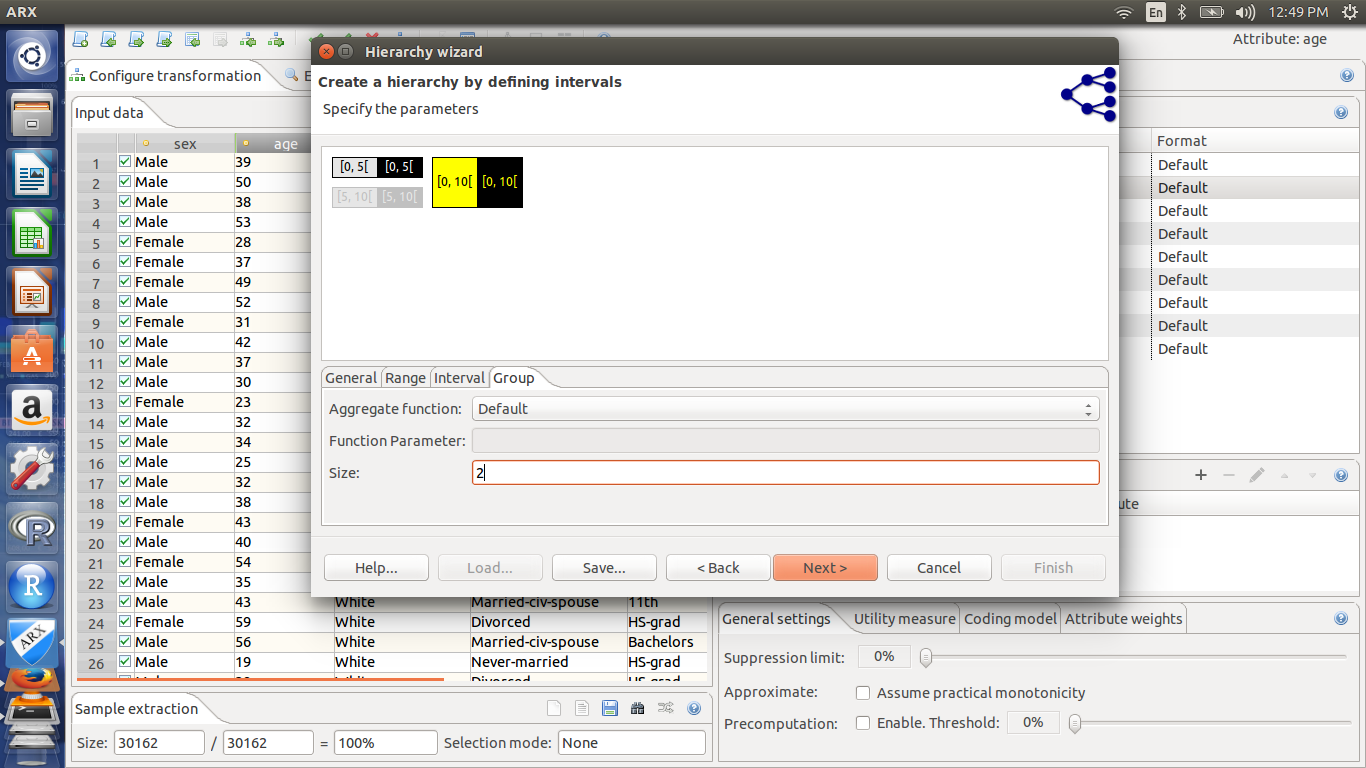 ARX
En
12:49 PM
Attribute: age
Hierarchy wizard
Configure transformation
Create a hierarchy by defining intervals
Specify the parameters
Input data
sex age
1 Male 39
2 Male 50
3 Male 38
4 Male 53
5 Female 28
6 Female 37
7 Female 49
8 Male 52
9 Female 31
10 Male 42
11 Male 37
12 Male 30
13 Female 23
14 Male 32
15 Male 34
16 Male 25
17 Male 32
18 Male 38
19 Female 43
20 Male 40
21 Female 54
22 Male 35
23 Male 43 White Married-civ-spouse 11th
24 Female 59 White Divorced HS-grad
25 Male 56 White Married-civ-spouse Bachelors
26 Male 19 White Never-married HS-grad
[0, 5[ [0, 5[ [0, 10[ [0, 10[
[5, 10[ [5, 10[
General Range Interval Group
Aggregate function: Default
Function Parameter:
Size: 2
Help... Load... Save... < Back Next > Cancel Finish
Format
Default
Default
Default
Default
Default
Default
Default
Default
Default
ute
General settings Utility measure Coding model Attribute weights
Suppression limit: 0%
Approximate: Assume practical monotonicity
Precomputation: Enable. Threshold: 0%
Sample extraction
Size: 30162 / 30162 = 100% Selection mode: None